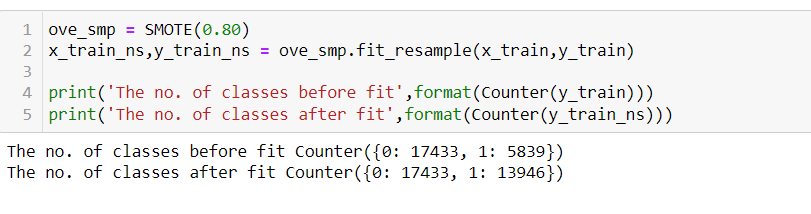 1 ove_smp = SMOTE(0.80)
2 x_train_ns,y_train_ns = ove_smp.fit_resample(x_train,y_train)
3
4 print('The no. of classes before fit',format(Counter(y_train)))
5 print('The no. of classes after fit',format(Counter(y_train_ns)))
The no. of classes before fit Counter({0: 17433, 1: 5839})
The no. of classes after fit Counter({0: 17433, 1: 13946})